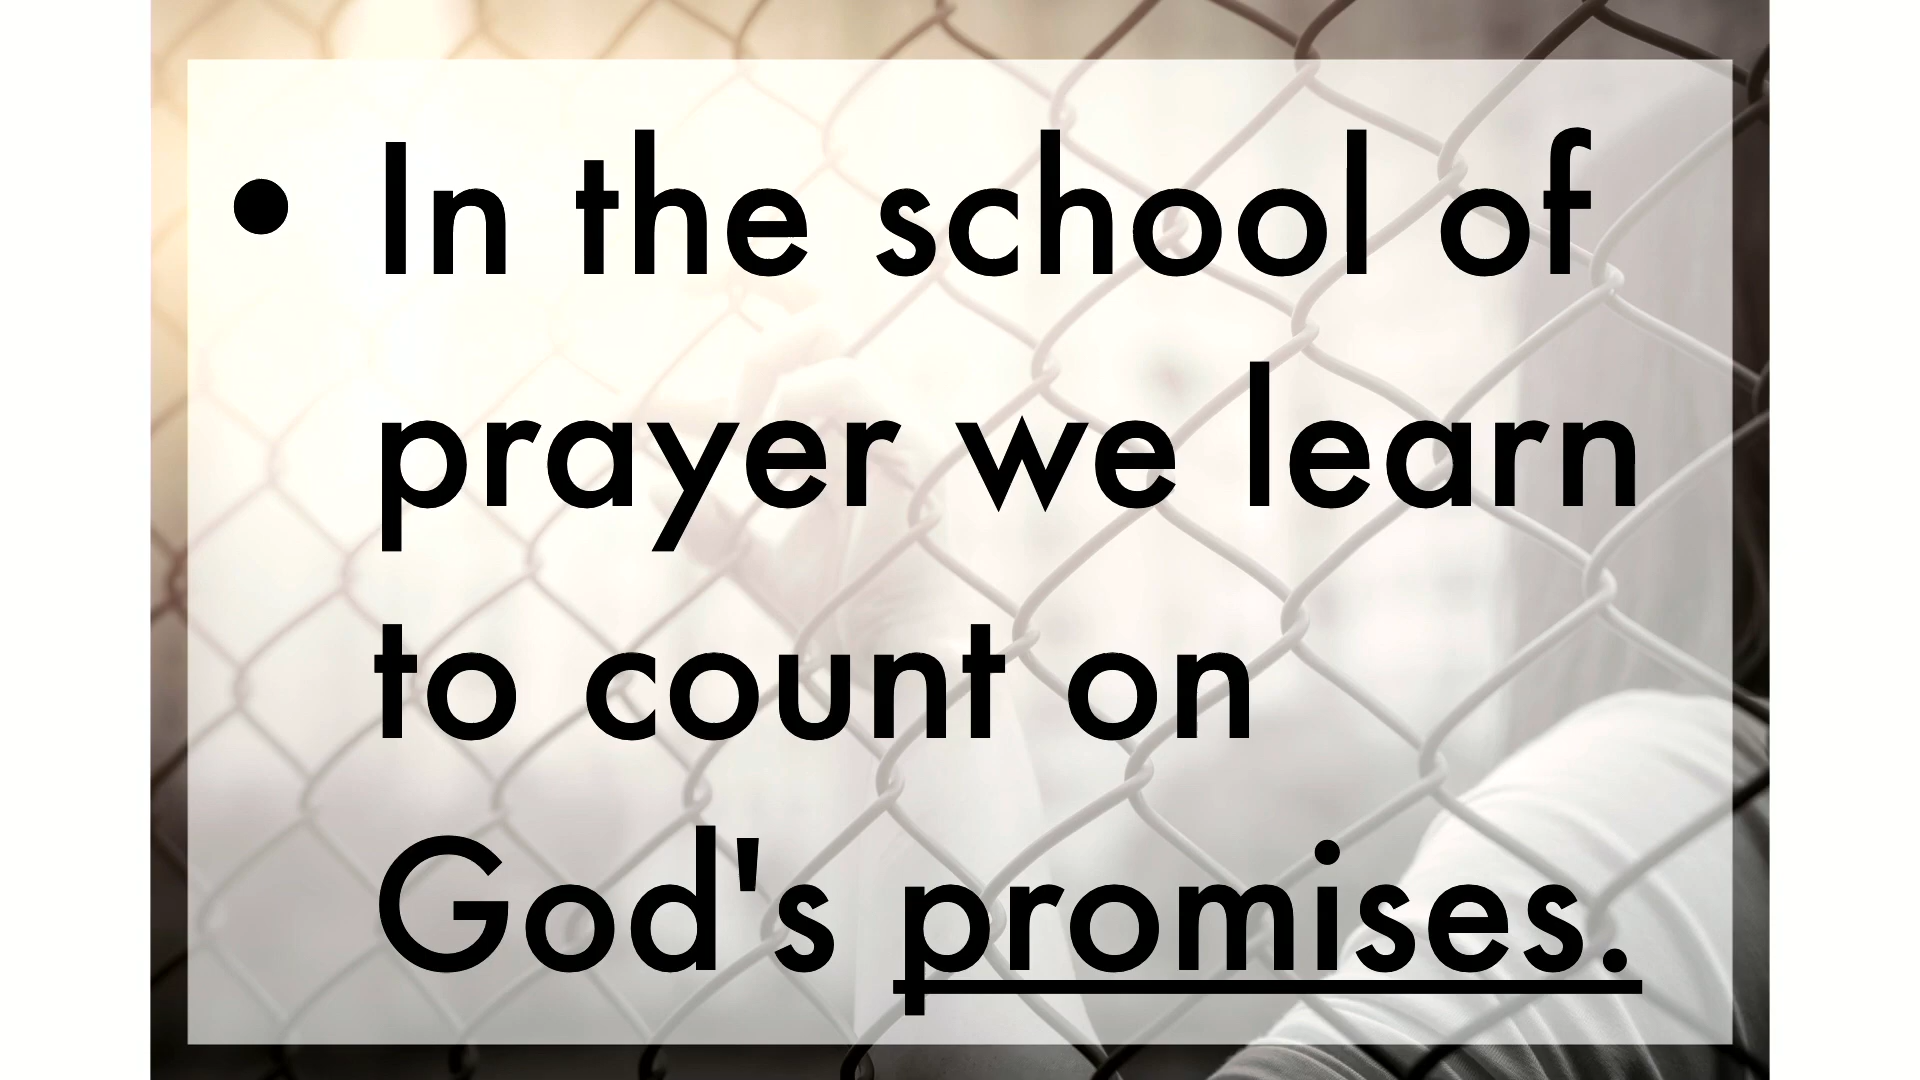 • In the school of
prayer we learn
to count on
God's promises.